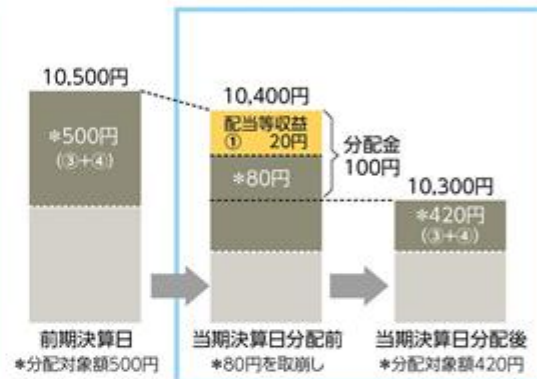 10,500円
*500円
(③+④)
前期決算日
*分配対象額500円
10,400円
配当等収益
① 20円
*80円
分配金
100円
当期決算日分配前
*80円を取崩し
10,300円
*420円
(③+④)
当期決算日分配後
*分配対象額420円